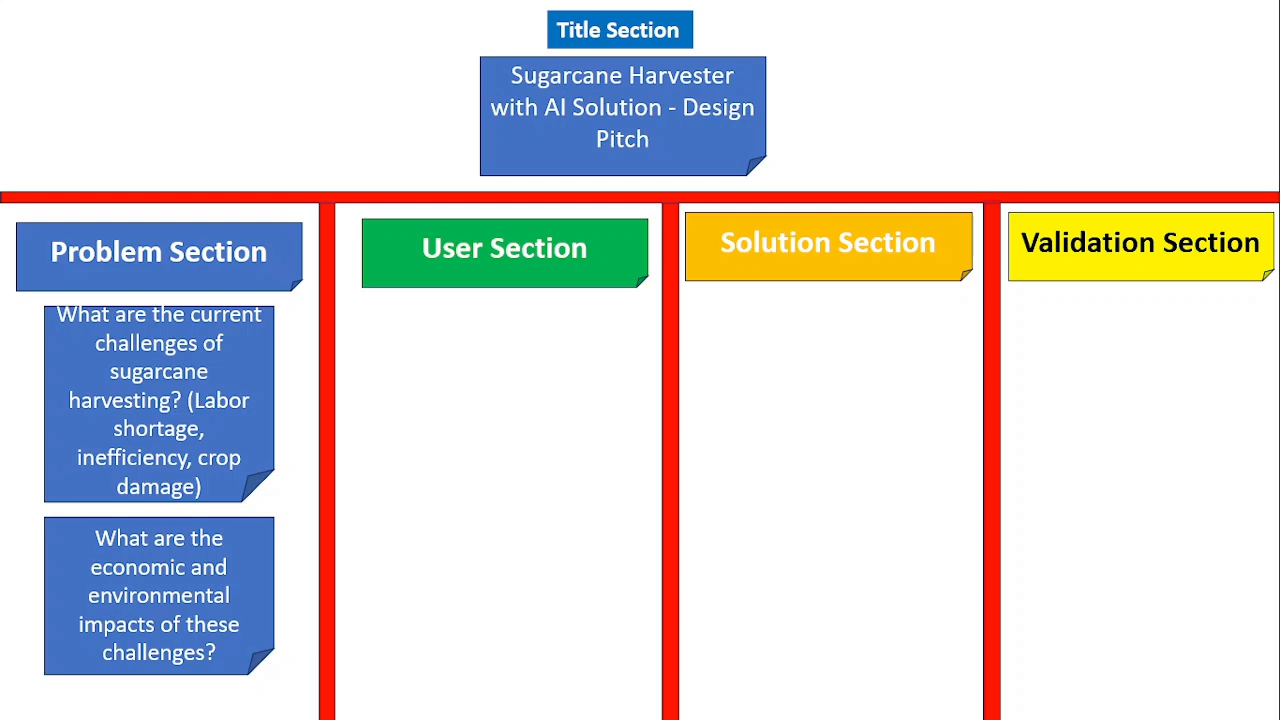 Title Section
Sugarcane Harvester
with AI Solution - Design
Pitch
Problem Section
User Section
Solution Section
Validation Section
What are the current
challenges of
sugarcane
harvesting? (Labor
shortage,
inefficiency, crop
damage)
What are the
economic and
environmental
impacts of these
challenges?